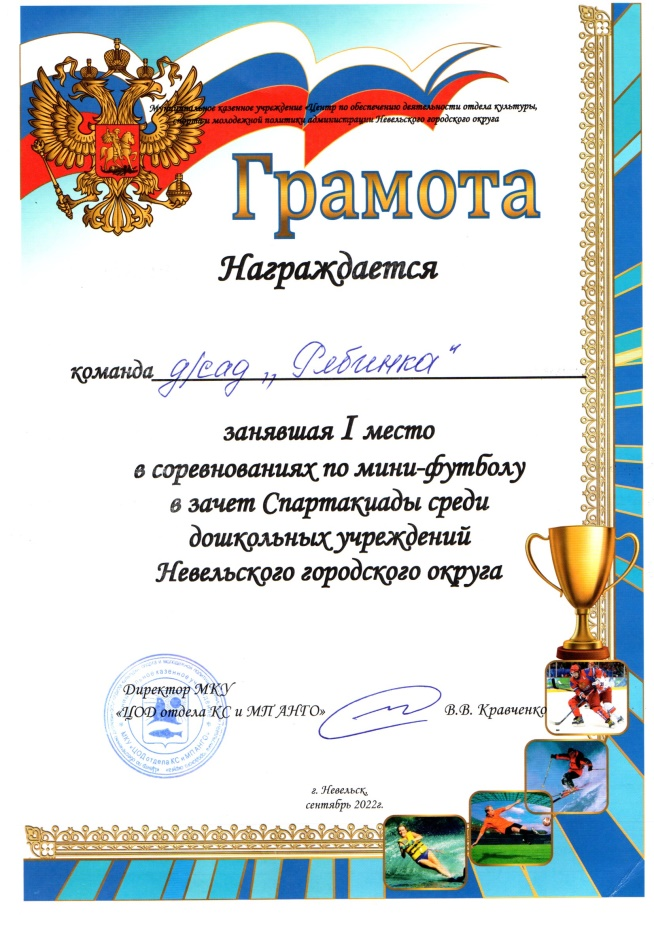 Муниципальное казенное учреждение «Центр по обеспечению деятельности отдела культуры,
спорта и молодежной политики администрации Невельского городского округа
Грамота
Награждается
команда д/сад „Рябинка“
занявшая I место
в соревнованиях по мини-футболу
в зачет Спартакиады среди
дошкольных учреждений
Невельского городского округа
Директор МКУ
«ЦОД отдела КС и МП АНГО»
В.В. Кравченко
г. Невельск,
сентябрь 2022г.